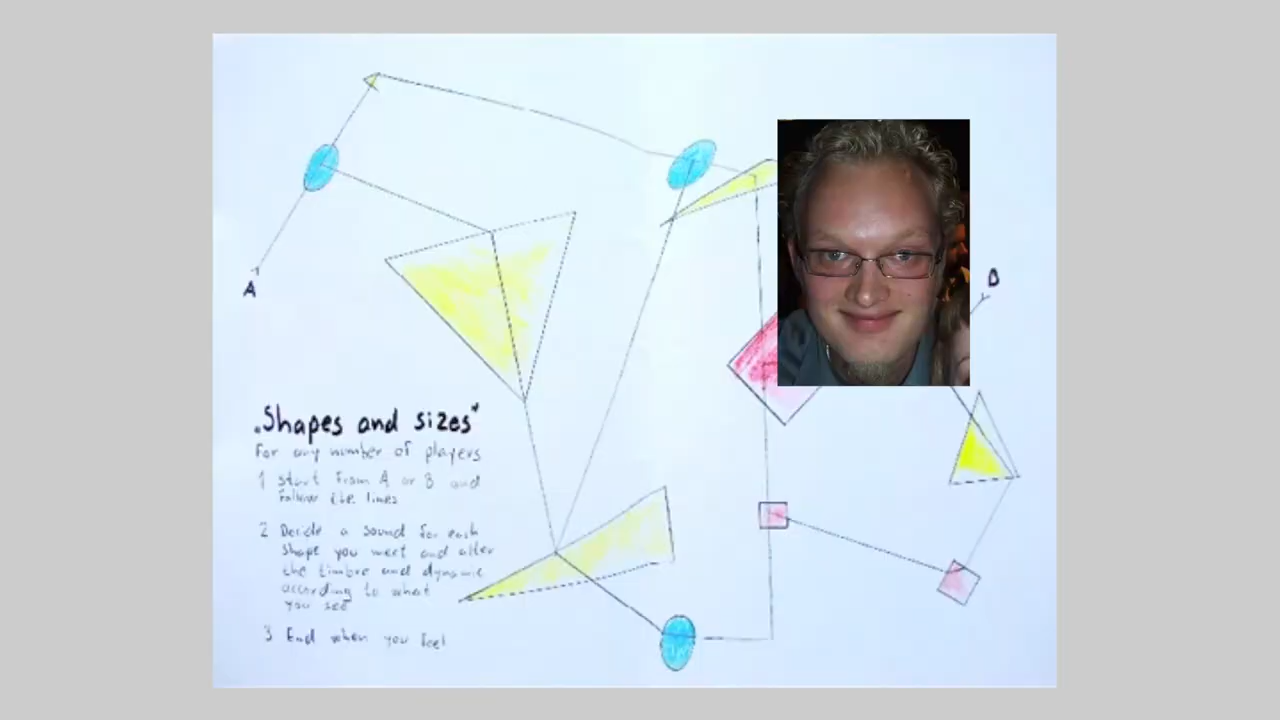 A
B
„Shapes and sizes"
For any number of players
1 start from A or B and
follow the lines
2 Decide a sound for each
shape you meet and alter
the timbre and dynamic
according to what
you see
3 End when you feel